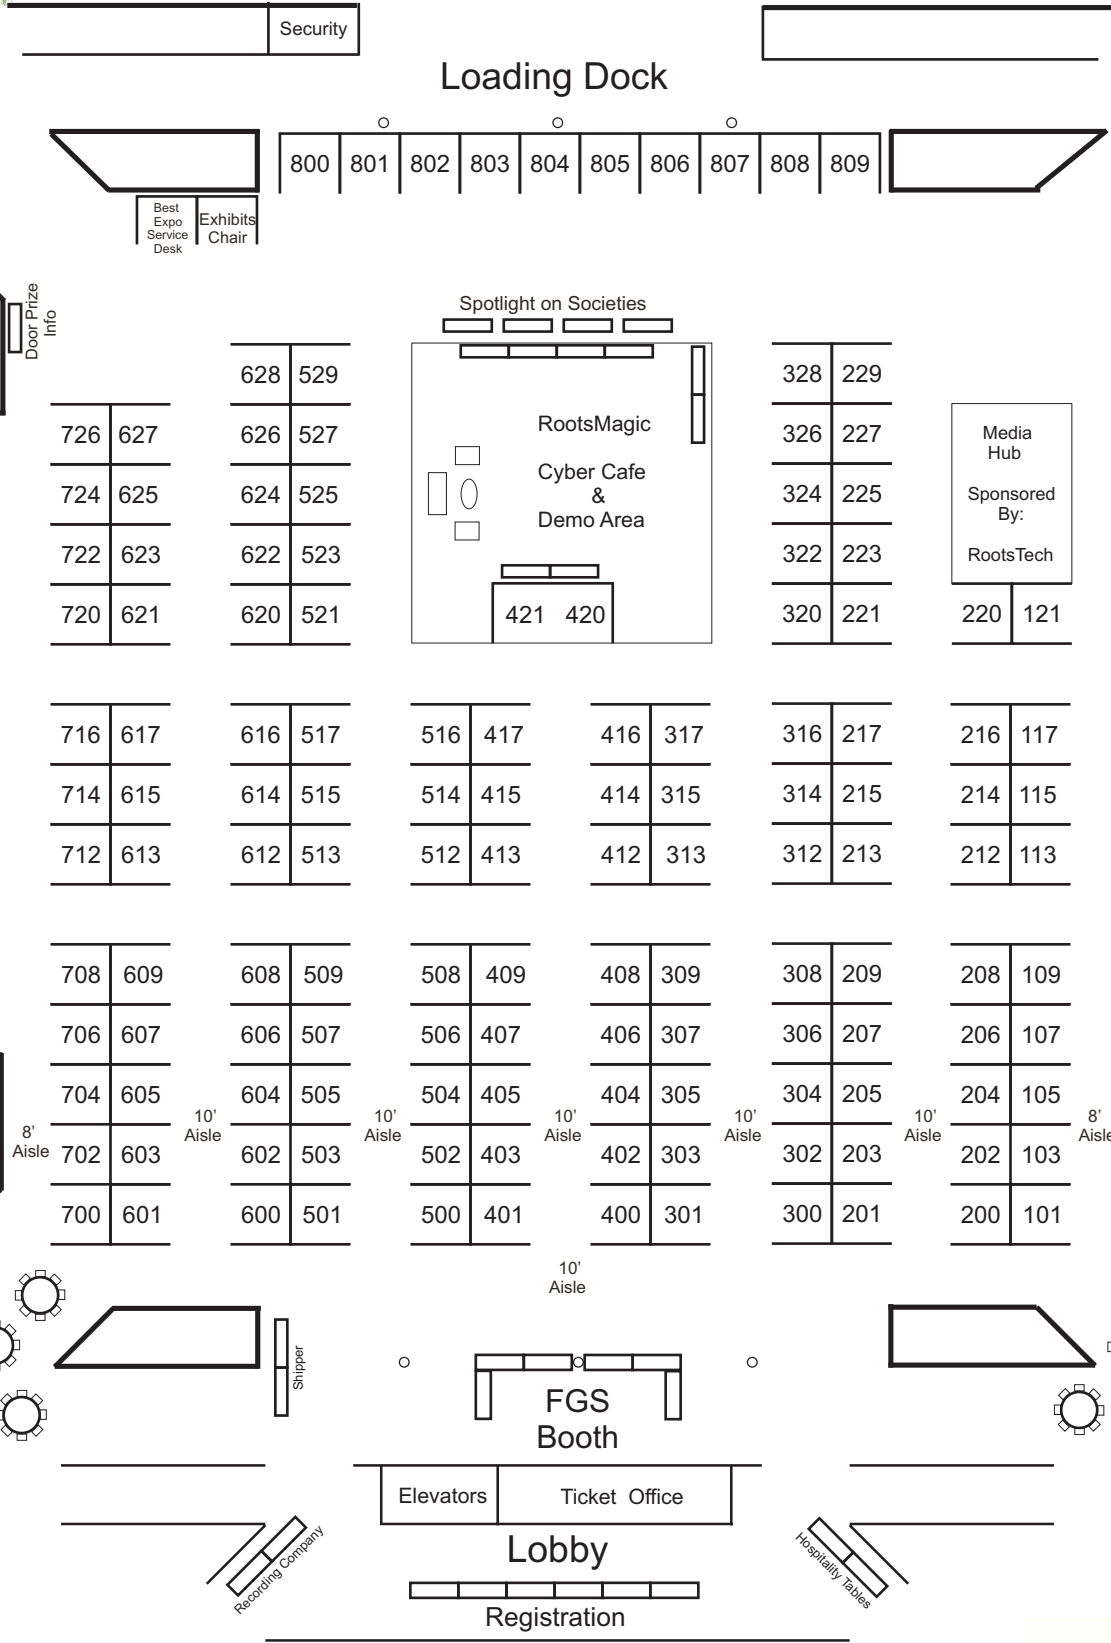 Security
Loading Dock
800 801 802 803 804 805 806 807 808 809
Best
Expo
Service
Desk
Exhibits
Chair
Door Prize
Info
Spotlight on Societies
628 529
328 229
726 627
626 527
RootsMagic
326 227
Media
Hub
724 625
624 525
Cyber Cafe
&
Demo Area
324 225
Sponsored
By:
722 623
622 523
322 223
RootsTech
720 621
620 521
421 420
320 221
220 121
716 617 616 517 516 417 416 317 316 217 216 117
714 615 614 515 514 415 414 315 314 215 214 115
712 613 612 513 512 413 412 313 312 213 212 113
708 609 608 509 508 409 408 309 308 209 208 109
706 607 606 507 506 407 406 307 306 207 206 107
704 605 604 505 504 405 404 305 304 205 204 105
8'
Aisle
10'
Aisle
10'
Aisle
10'
Aisle
10'
Aisle
10'
Aisle
8'
Aisle
702 603 602 503 502 403 402 303 302 203 202 103
700 601 600 501 500 401 400 301 300 201 200 101
10'
Aisle
Shipper
FGS
Booth
Elevators
Ticket Office
Lobby
Recording Company
Hospitality Tables
Registration